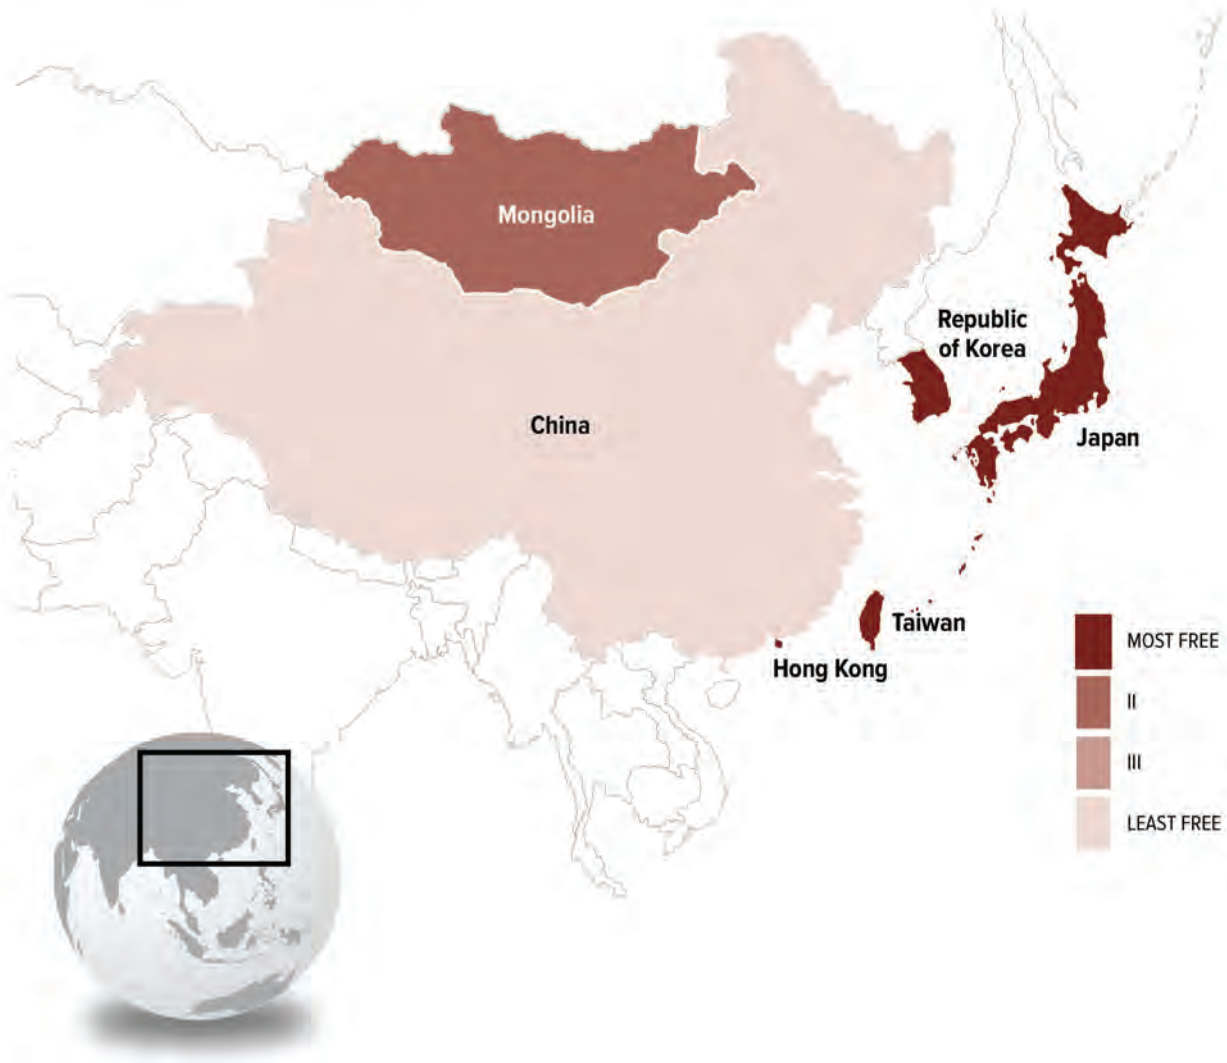 Mongolia
Republic
of Korea
China
Japan
Taiwan
Hong Kong
MOST FREE
II
III
LEAST FREE